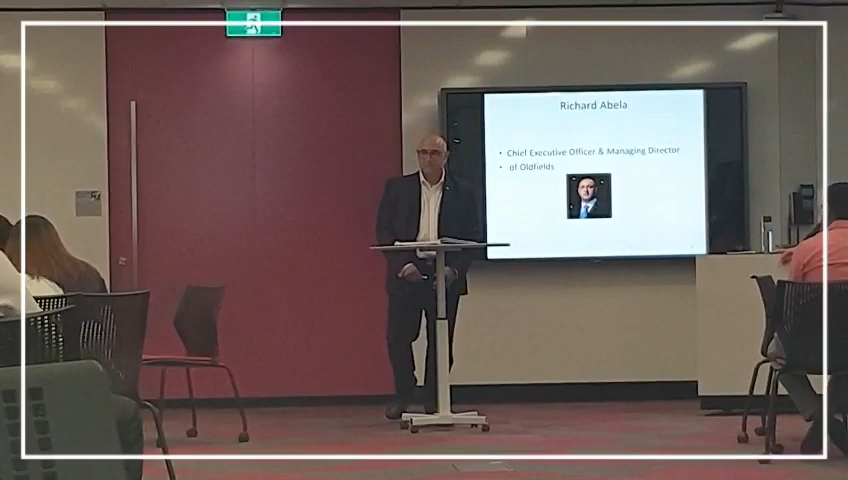 Richard Abela
• Chief Executive Officer & Managing Director
• of Oldfields